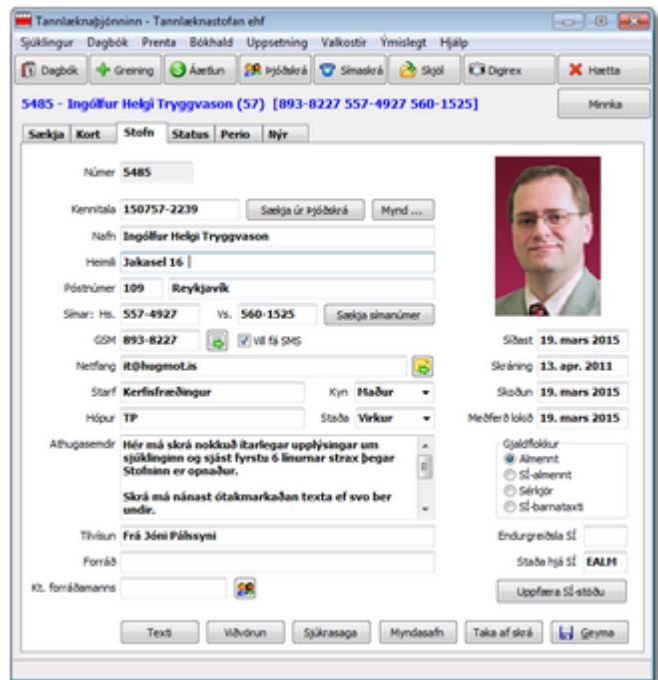 Tannlæknaþjónninn - Tannlæknastofan ehf
Sjúklingur Dagbók Prenta Bókhald Uppsetning Valkostir Ýmislegt Hjálp
Dagbók Greining Áætlun Þjóðskrá Símaskrá Skjöl Digirex Hætta
5485 - Ingólfur Helgi Tryggvason (57) [893-8227 557-4927 560-1525] Minnka
Sækja Kort Stofn Status Perio Nýr
Númer 5485
Kennitala 150757-2239 Sækja úr Þjóðskrá Mynd ...
Nafn Ingólfur Helgi Tryggvason
Heimili Jakasel 16
Póstnúmer 109 Reykjavík
Símar: Hs. 557-4927 Vs. 560-1525 Sækja símanúmer
GSM 893-8227 Vill fá SMS Síðast 19. mars 2015
Netfang it@hugmot.is Skráning 13. apr. 2011
Starf Kerfisfræðingur Kyn Maður Skoðun 19. mars 2015
Hópur TP Staða Virkur Meðferð lokið 19. mars 2015
Athugasemdir Hér má skrá nokkuð ítarlegar upplýsingar um
sjúklinginn og sjást fyrstu 6 línurnar strax þegar
Stofninn er opnaður.
Skrá má nánast ótakmarkaðan texta ef svo ber
undir.
Gjaldflokkur
Almennt
SÍ-almennt
Sérkjör
SÍ-barnataxti
Tilvísun Frá Jóni Pálssyni Endurgreiðsla SÍ
Forráð Staða hjá SÍ EALM
Kt. forráðamanns Uppfæra SÍ-stöðu
Texti Viðvörun Sjúkrasaga Myndasafn Taka af skrá Geyma